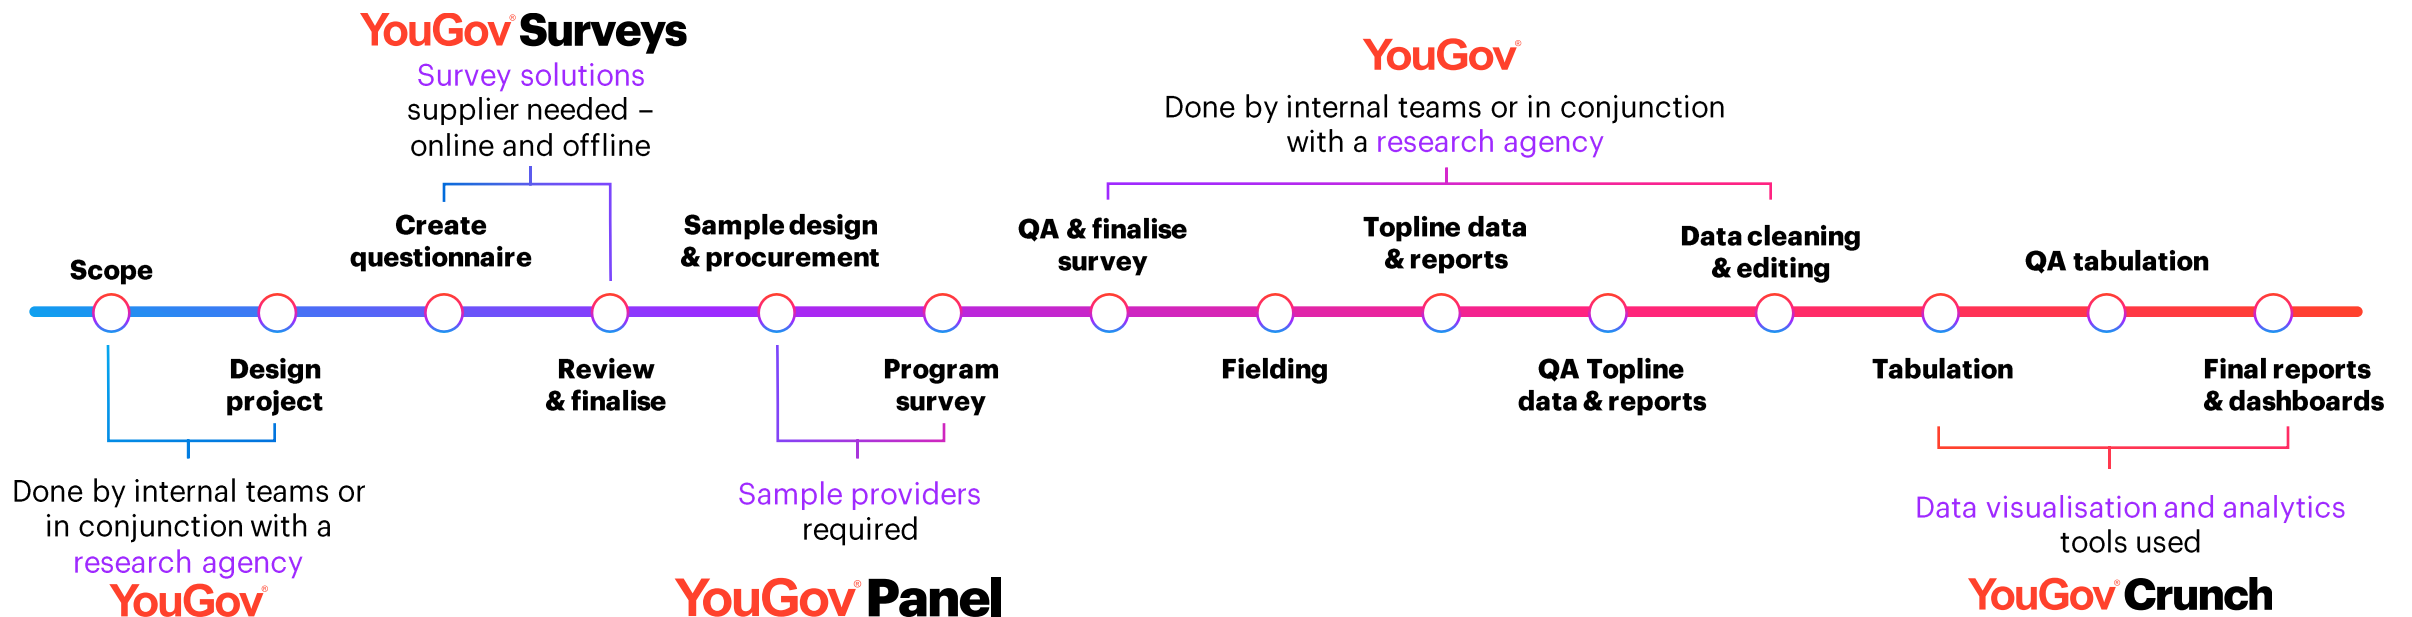 YouGov® Surveys
Survey solutions
supplier needed –
online and offline
YouGov®
Done by internal teams or in conjunction
with a research agency
Scope
Design
project
Create
questionnaire
Review
& finalise
Sample design
& procurement
Program
survey
QA & finalise
survey
Fielding
Topline data
& reports
QA Topline
data & reports
Data cleaning
& editing
Tabulation
QA tabulation
Final reports
& dashboards
Done by internal teams or
in conjunction with a
research agency
YouGov®
Sample providers
required
YouGov® Panel
Data visualisation and analytics
tools used
YouGov® Crunch